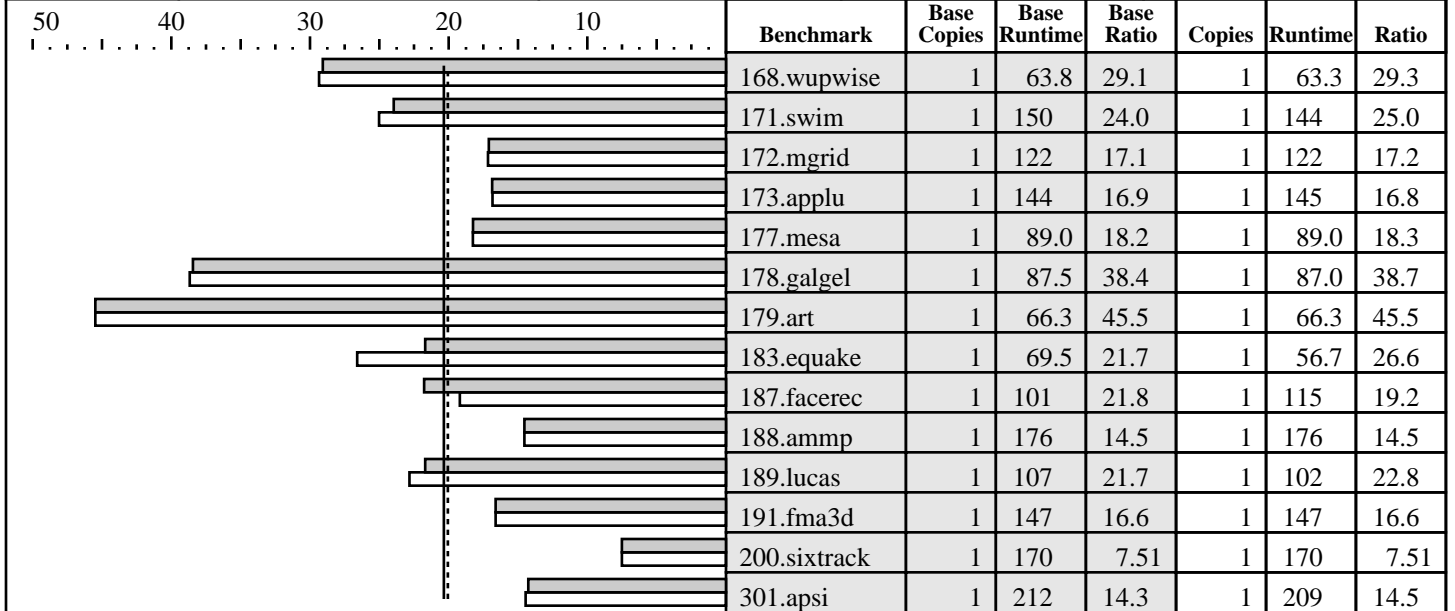 50 40 30 20 10
Benchmark Base Copies Base Runtime Base Ratio Copies Runtime Ratio
168.wupwise 1 63.8 29.1 1 63.3 29.3
171.swim 1 150 24.0 1 144 25.0
172.mgrid 1 122 17.1 1 122 17.2
173.applu 1 144 16.9 1 145 16.8
177.mesa 1 89.0 18.2 1 89.0 18.3
178.galgel 1 87.5 38.4 1 87.0 38.7
179.art 1 66.3 45.5 1 66.3 45.5
183.equake 1 69.5 21.7 1 56.7 26.6
187.facerec 1 101 21.8 1 115 19.2
188.ammp 1 176 14.5 1 176 14.5
189.lucas 1 107 21.7 1 102 22.8
191.fma3d 1 147 16.6 1 147 16.6
200.sixtrack 1 170 7.51 1 170 7.51
301.apsi 1 212 14.3 1 209 14.5